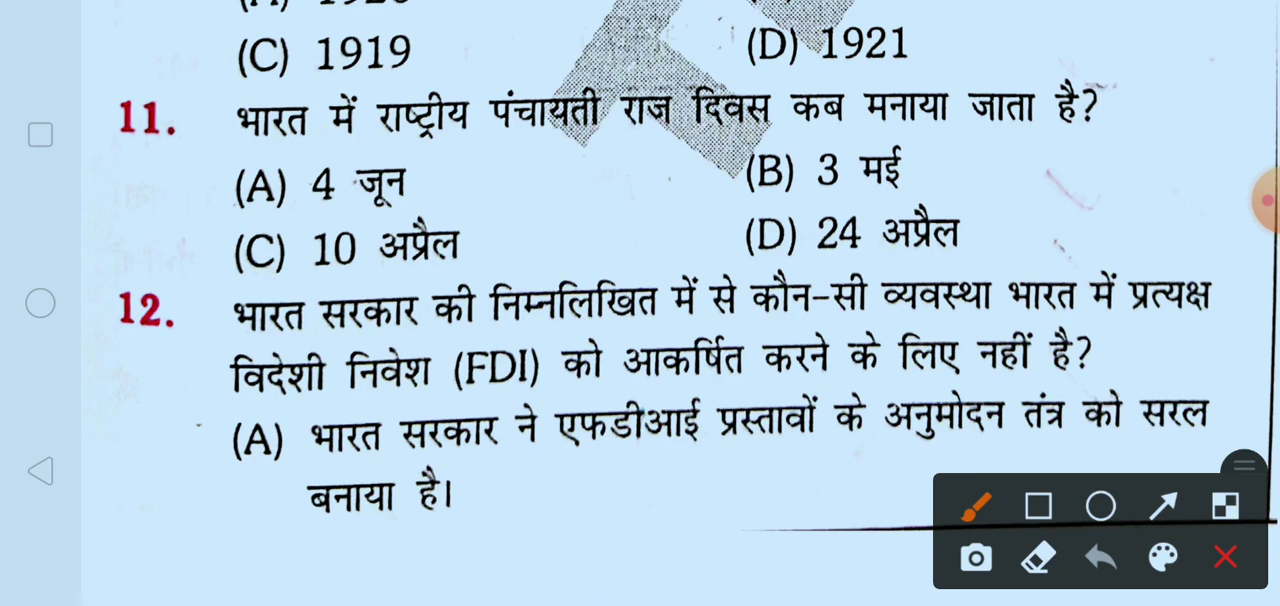 (C) 1919 (D) 1921
11. भारत में राष्ट्रीय पंचायती राज दिवस कब मनाया जाता है?
(A) 4 जून (B) 3 मई
(C) 10 अप्रैल (D) 24 अप्रैल
12. भारत सरकार की निम्नलिखित में से कौन-सी व्यवस्था भारत में प्रत्यक्ष
विदेशी निवेश (FDI) को आकर्षित करने के लिए नहीं है?
(A) भारत सरकार ने एफडीआई प्रस्तावों के अनुमोदन तंत्र को सरल
बनाया है।